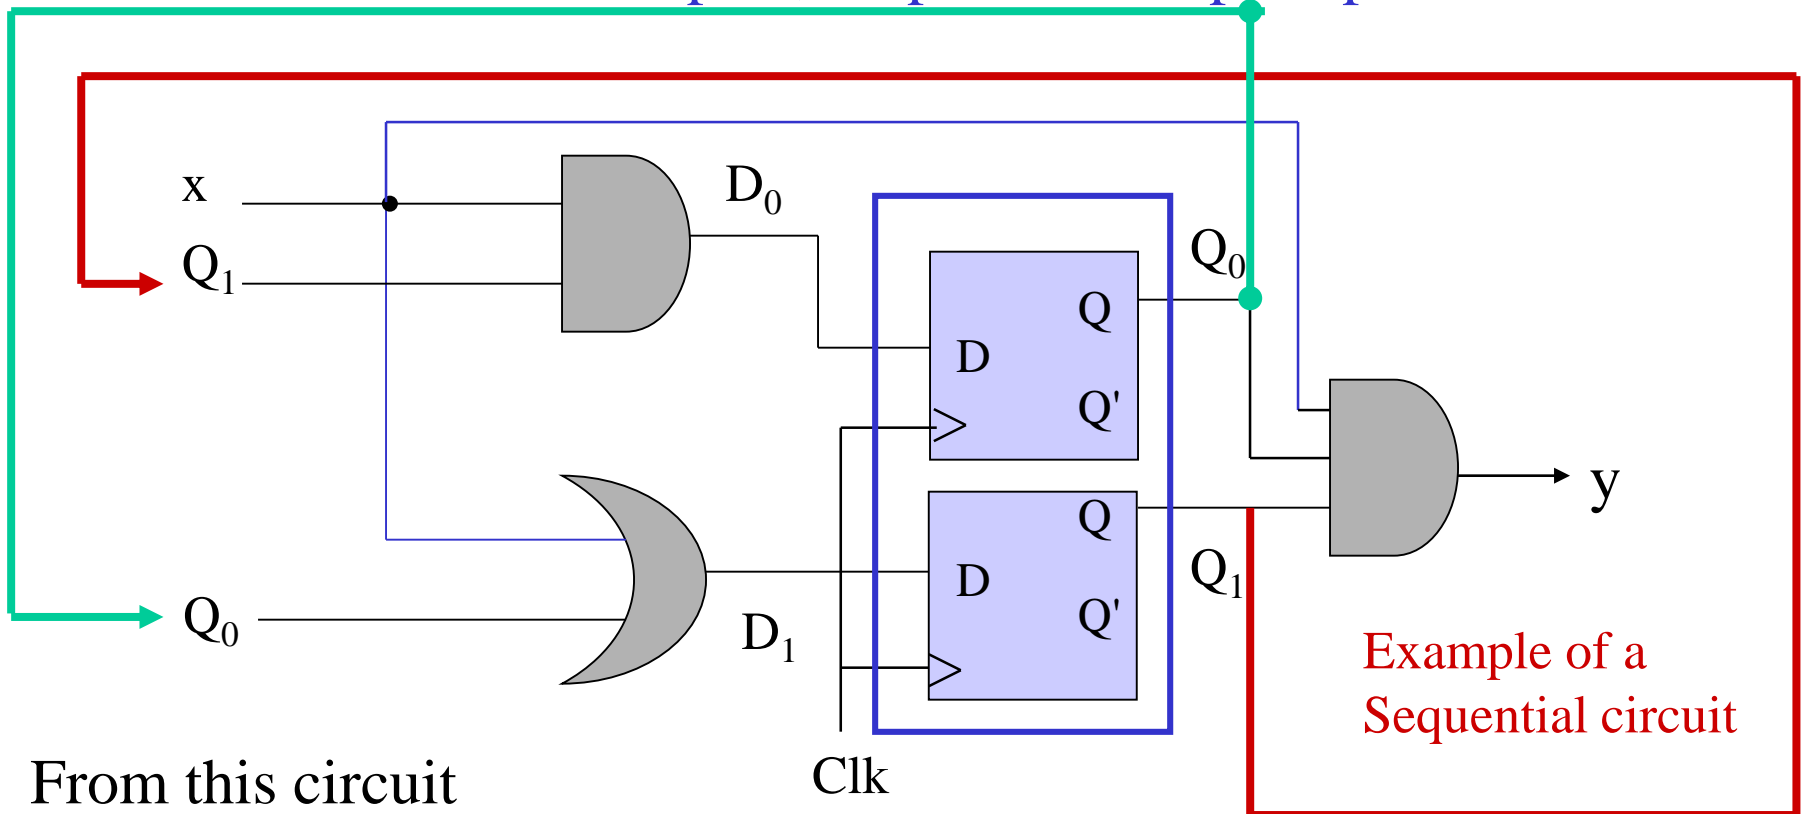 x
D₀
Q₁
Q₀
Q
D
Q'
Q
D
Q'
Q₁
y
Q₀
D₁
Example of a
Sequential circuit
Clk
From this circuit